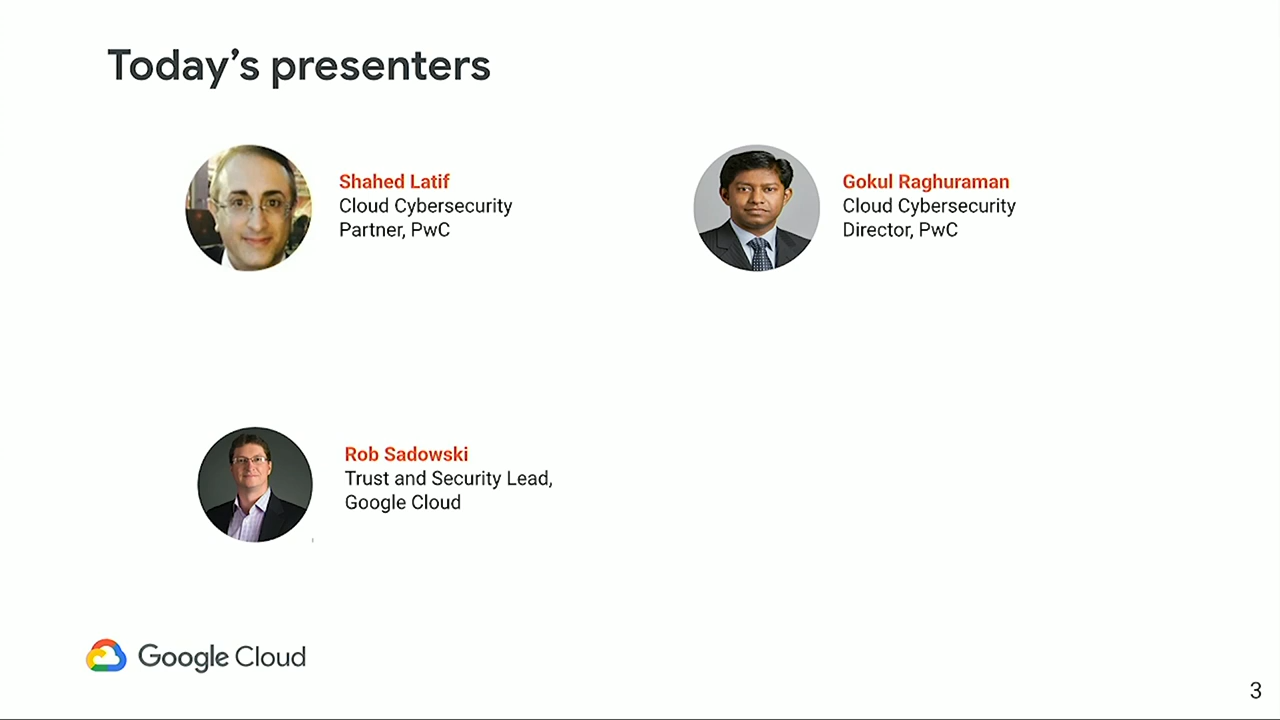 Today's presenters
Shahed Latif
Cloud Cybersecurity
Partner, PwC
Gokul Raghuraman
Cloud Cybersecurity
Director, PwC
Rob Sadowski
Trust and Security Lead,
Google Cloud
Google Cloud
3